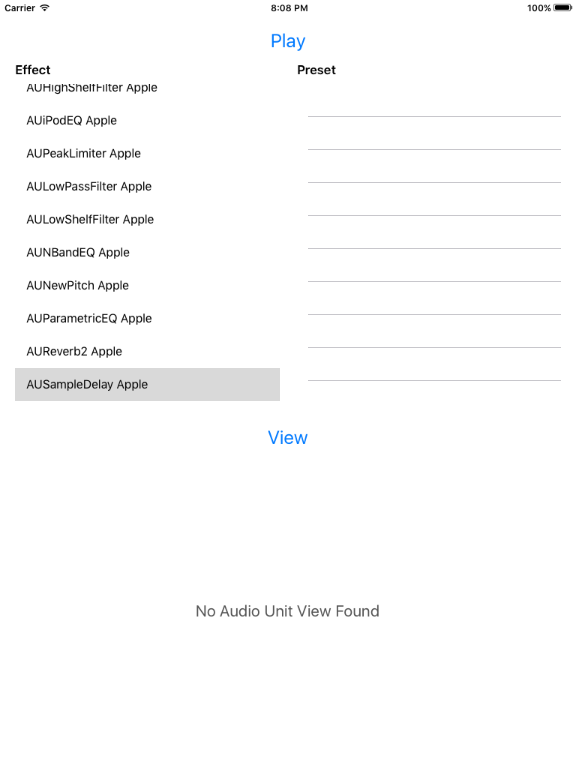 Carrier 8:08 PM 100%
Play
Effect Preset
AUHighShelfFilter Apple
AUiPodEQ Apple
AUPeakLimiter Apple
AULowPassFilter Apple
AULowShelfFilter Apple
AUNBandEQ Apple
AUNewPitch Apple
AUParametricEQ Apple
AUReverb2 Apple
AUSampleDelay Apple
View
No Audio Unit View Found